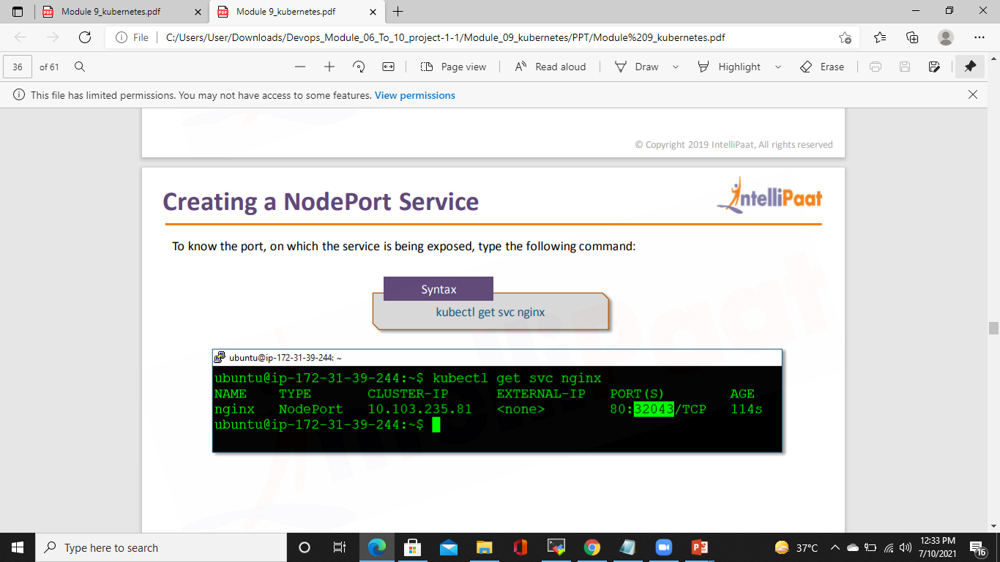 Module 9_kubernetes.pdf
Module 9_kubernetes.pdf
File
C:/Users/User/Downloads/Devops_Module_06_To_10_project-1-1/Module_09_kubernetes/PPT/Module%209_kubernetes.pdf
36 of 61
Page view
Read aloud
Draw
Highlight
Erase
This file has limited permissions. You may not have access to some features. View permissions
© Copyright 2019 IntelliPaat, All rights reserved
Creating a NodePort Service
IntelliPaat
To know the port, on which the service is being exposed, type the following command:
Syntax
kubectl get svc nginx
ubuntu@ip-172-31-39-244: ~
ubuntu@ip-172-31-39-244:~$ kubectl get svc nginx
NAME TYPE CLUSTER-IP EXTERNAL-IP PORT(S) AGE
nginx NodePort 10.103.235.81 <none> 80:32043/TCP 114s
ubuntu@ip-172-31-39-244:~$
Type here to search
37°C
12:33 PM
7/10/2021
16